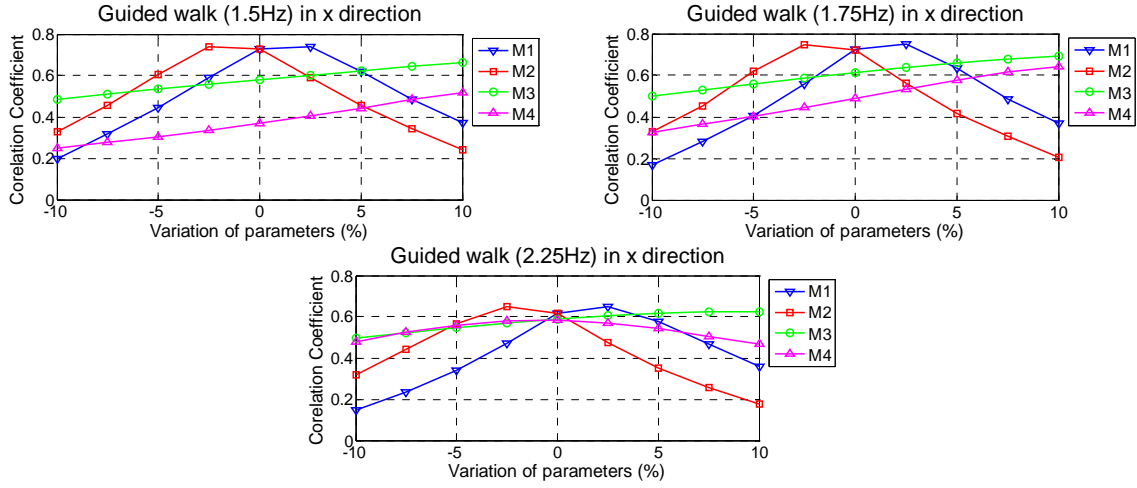 Guided walk (1.5Hz) in x direction
Corelation Coefficient
0.8
0.6
0.4
0.2
0
-10
-5
0
5
10
Variation of parameters (%)
M1
M2
M3
M4
Guided walk (1.75Hz) in x direction
Corelation Coefficient
0.8
0.6
0.4
0.2
0
-10
-5
0
5
10
Variation of parameters (%)
M1
M2
M3
M4
Guided walk (2.25Hz) in x direction
Corelation Coefficient
0.8
0.6
0.4
0.2
0
-10
-5
0
5
10
Variation of parameters (%)
M1
M2
M3
M4